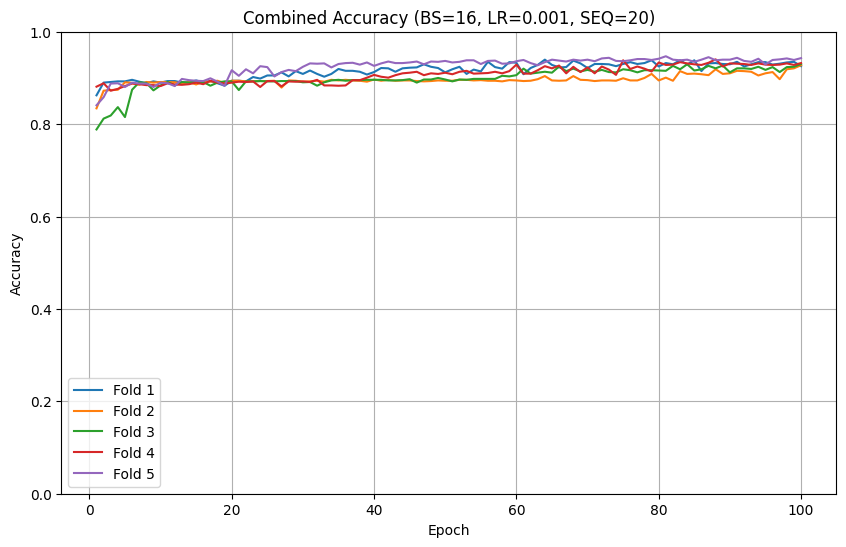 Combined Accuracy (BS=16, LR=0.001, SEQ=20)
1.0
0.8
0.6
0.4
0.2
0.0
Accuracy
Fold 1
Fold 2
Fold 3
Fold 4
Fold 5
0 20 40 60 80 100
Epoch